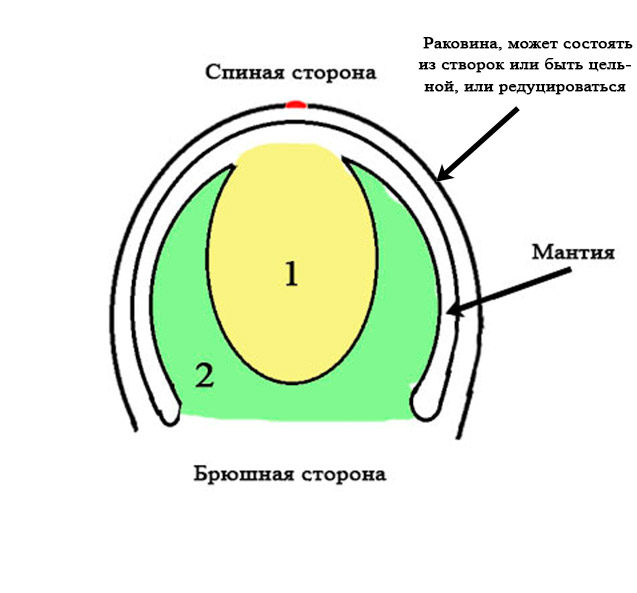 Раковина, может состоять
из створок или быть цель-
ной, или редуцироваться
Спиная сторона
Мантия
1
2
Брюшная сторона